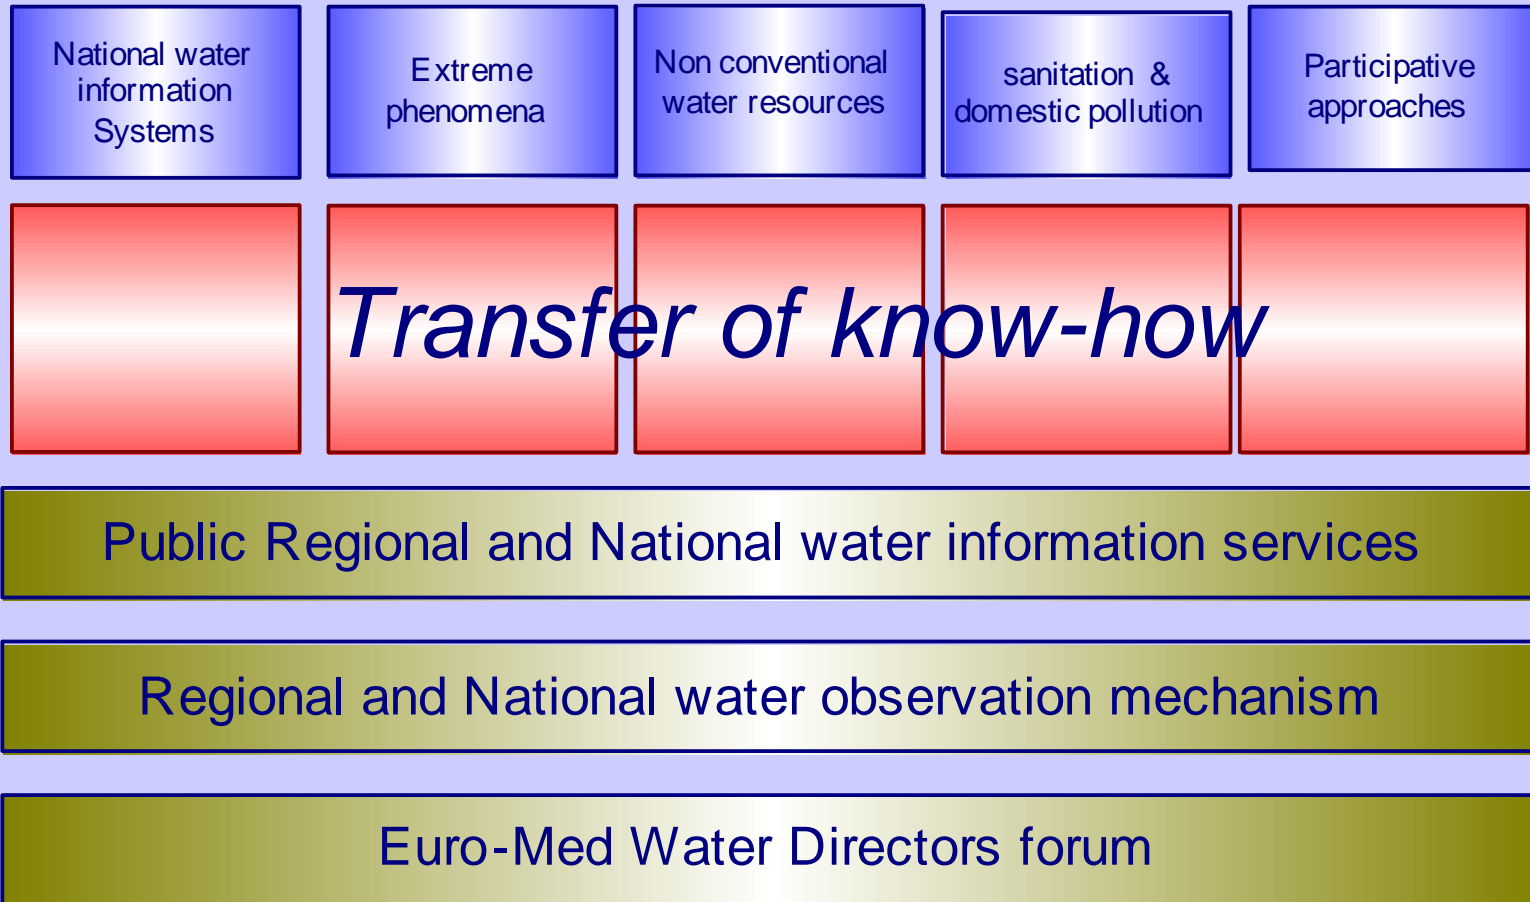 National water
information
Systems
Extreme
phenomena
Non conventional
water resources
sanitation &
domestic pollution
Participative
approaches
Transfer of know-how
Public Regional and National water information services
Regional and National water observation mechanism
Euro-Med Water Directors forum